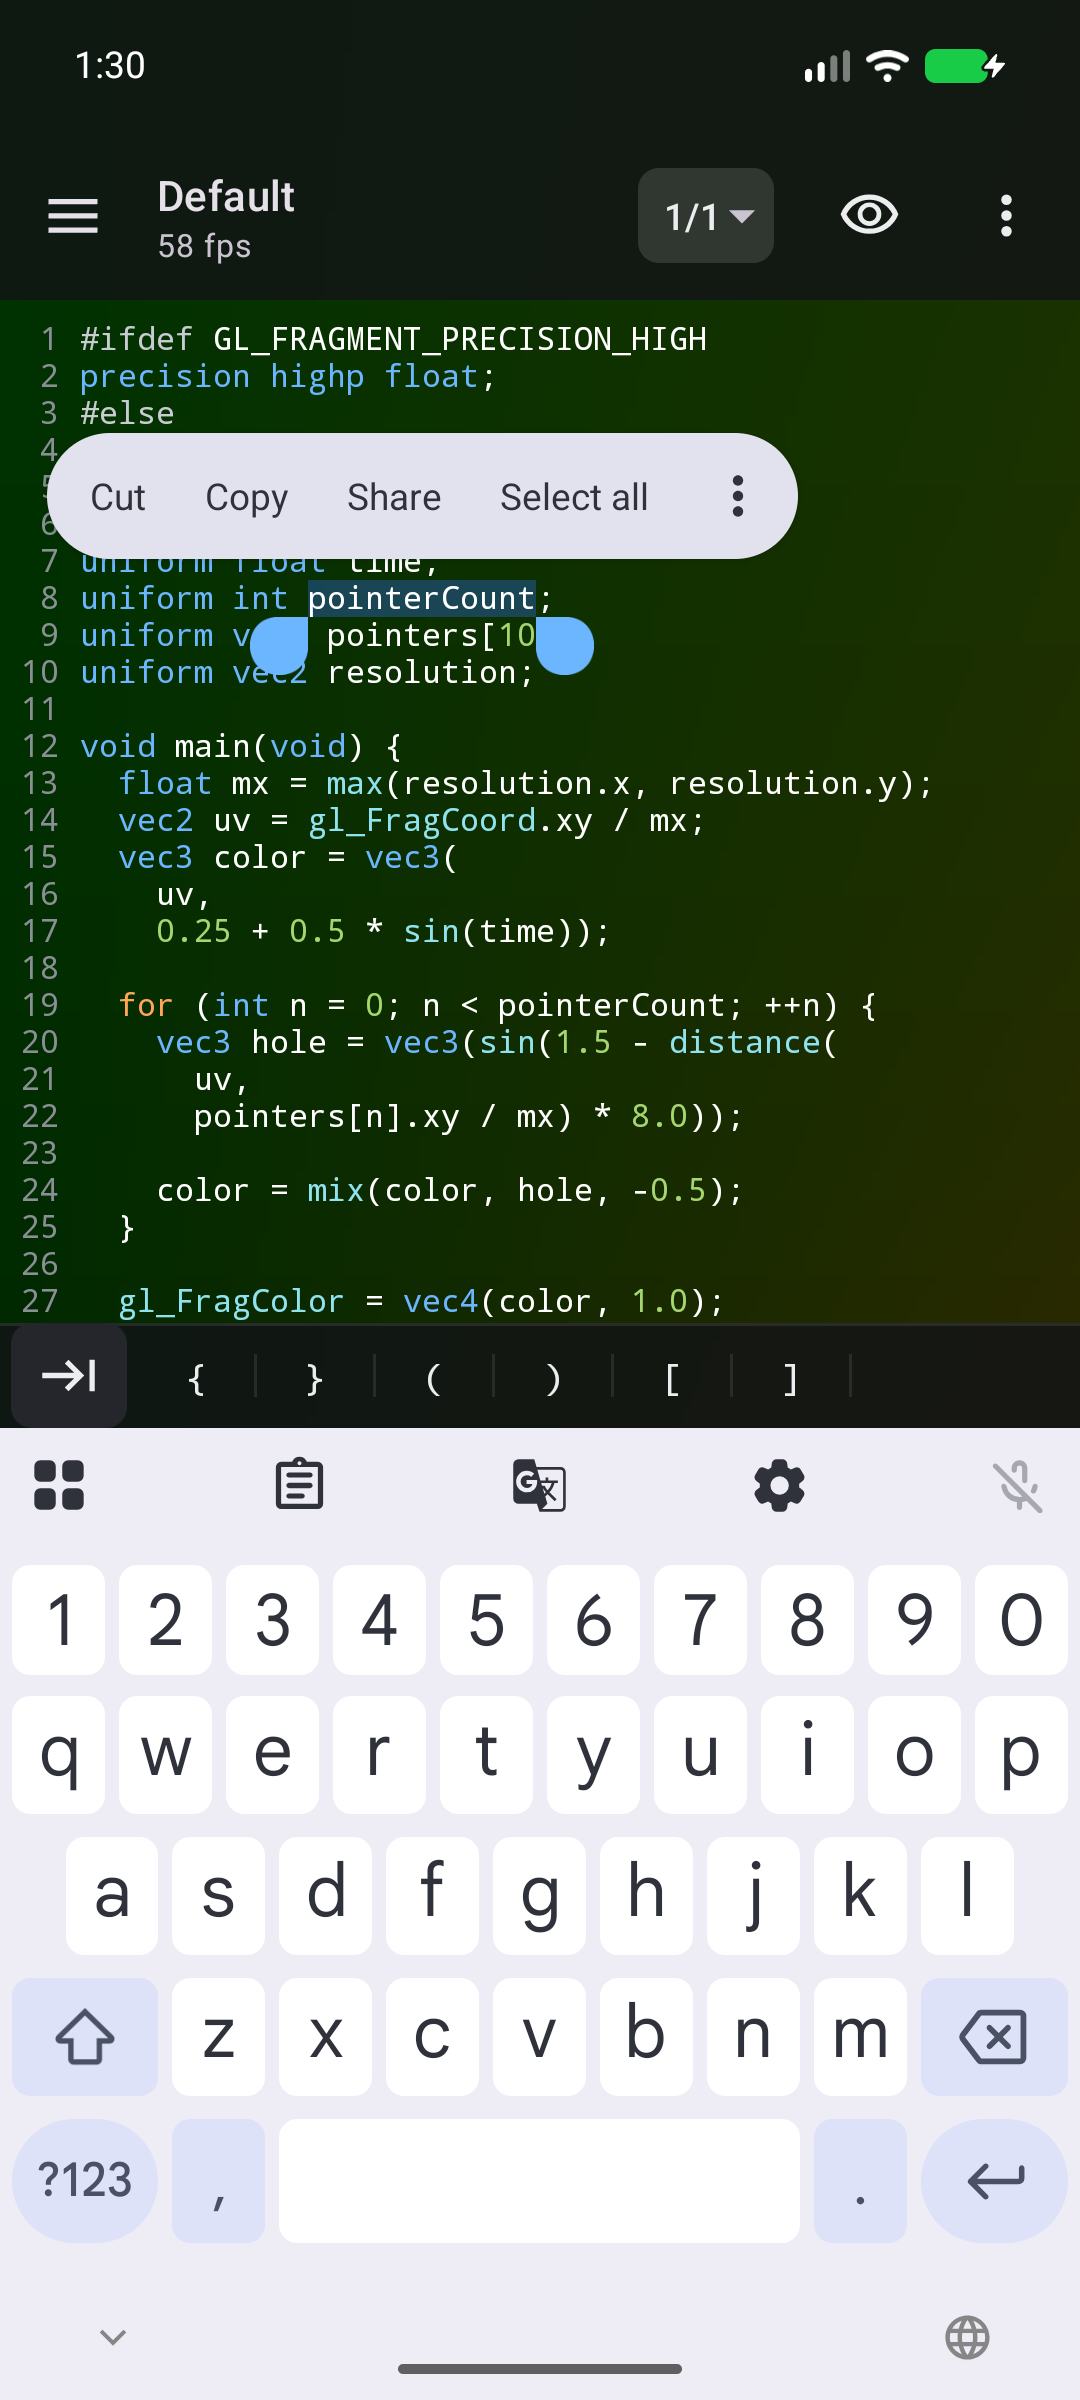 1:30
Default
58 fps
1/1
1 #ifdef GL_FRAGMENT_PRECISION_HIGH
2 precision highp float;
3 #else
4
Cut Copy Share Select all
6
7 uniform float time;
8 uniform int pointerCount;
9 uniform pointers[10
10 uniform vec2 resolution;
11
12 void main(void) {
13 float mx = max(resolution.x, resolution.y);
14 vec2 uv = gl_FragCoord.xy / mx;
15 vec3 color = vec3(
16 uv,
17 0.25 + 0.5 * sin(time));
18
19 for (int n = 0; n < pointerCount; ++n) {
20 vec3 hole = vec3(sin(1.5 - distance(
21 uv,
22 pointers[n].xy / mx) * 8.0));
23
24 color = mix(color, hole, -0.5);
25 }
26
27 gl_FragColor = vec4(color, 1.0);
{ } ( ) [ ]
1 2 3 4 5 6 7 8 9 0
q w e r t y u i o p
a s d f g h j k l
z x c v b n m
?123 , .